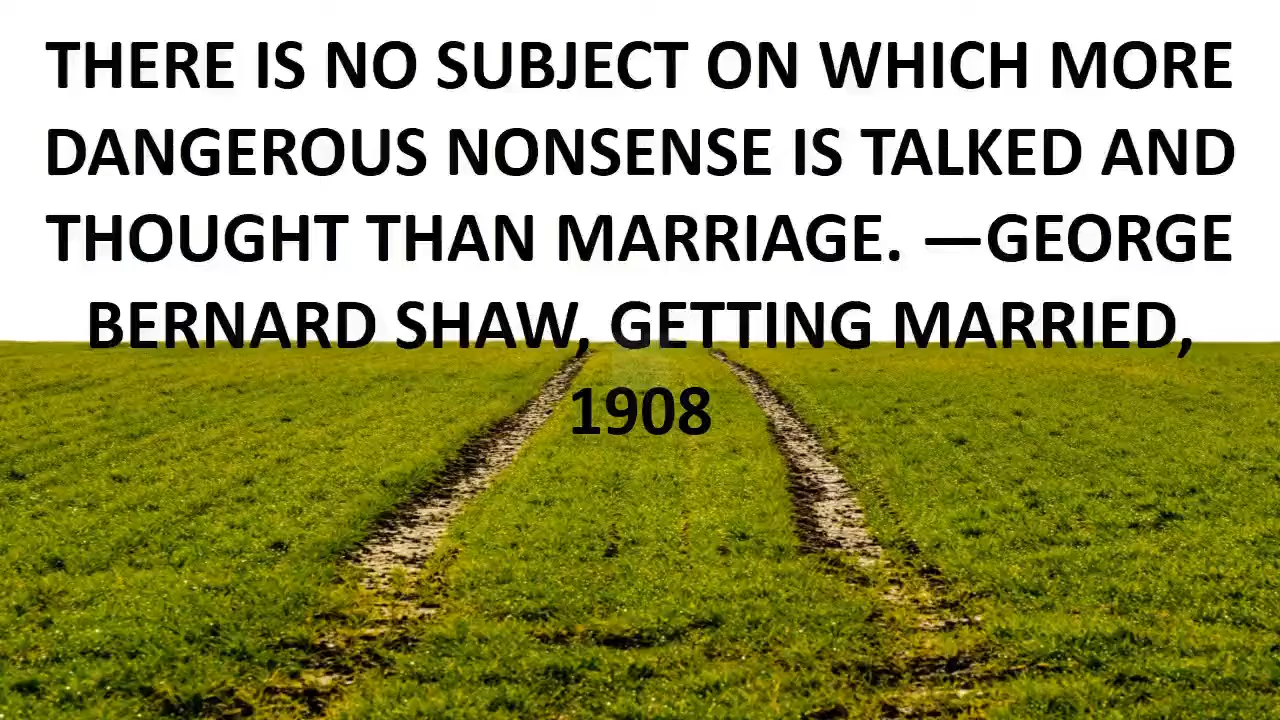 THERE IS NO SUBJECT ON WHICH MORE
DANGEROUS NONSENSE IS TALKED AND
THOUGHT THAN MARRIAGE. —GEORGE
BERNARD SHAW, GETTING MARRIED,
1908